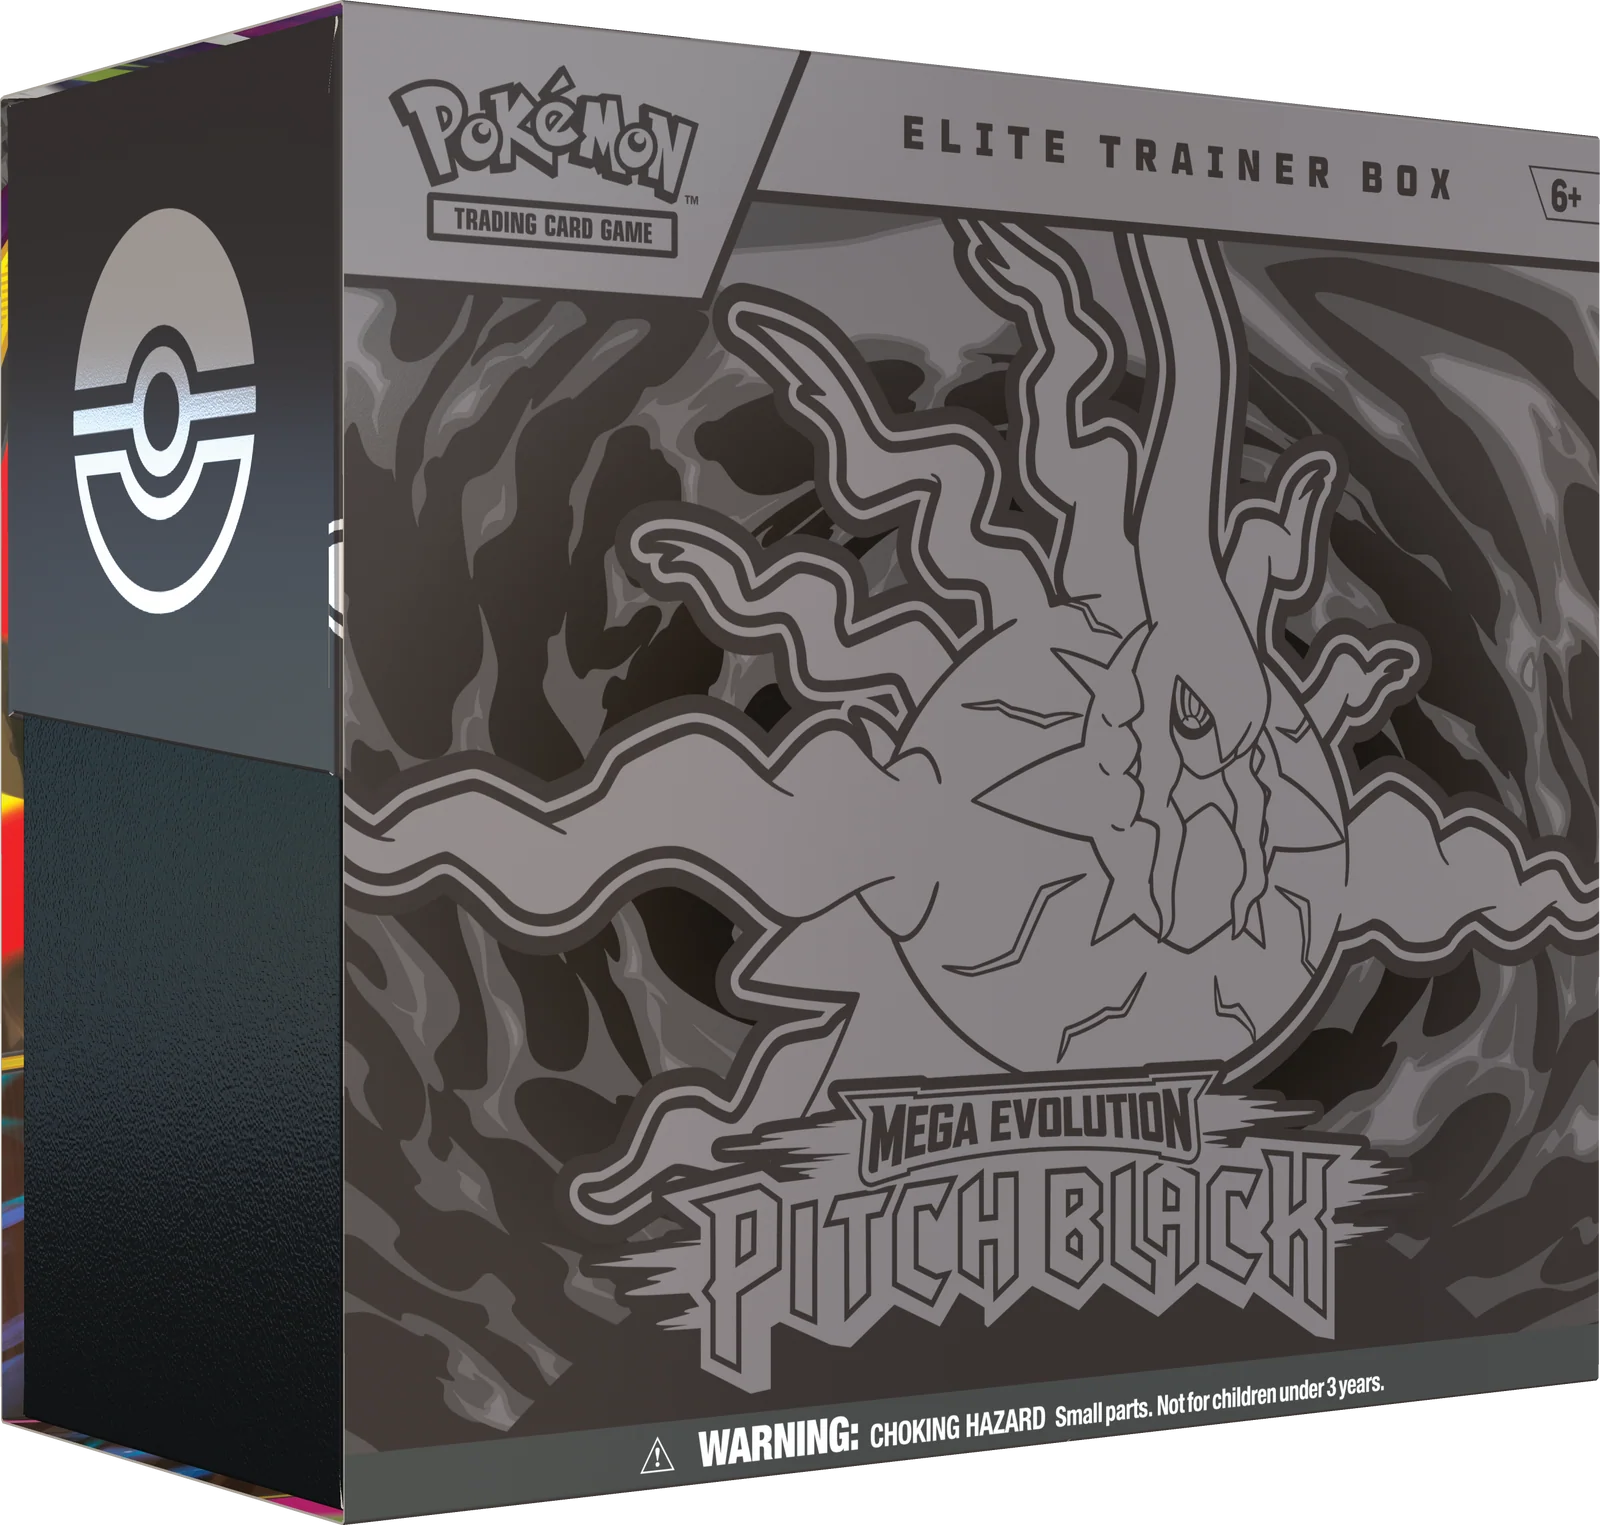 POKéMON™
TRADING CARD GAME
ELITE TRAINER BOX
6+
MEGA EVOLUTION
PITCH BLACK
WARNING: CHOKING HAZARD Small parts. Not for children under 3 years.